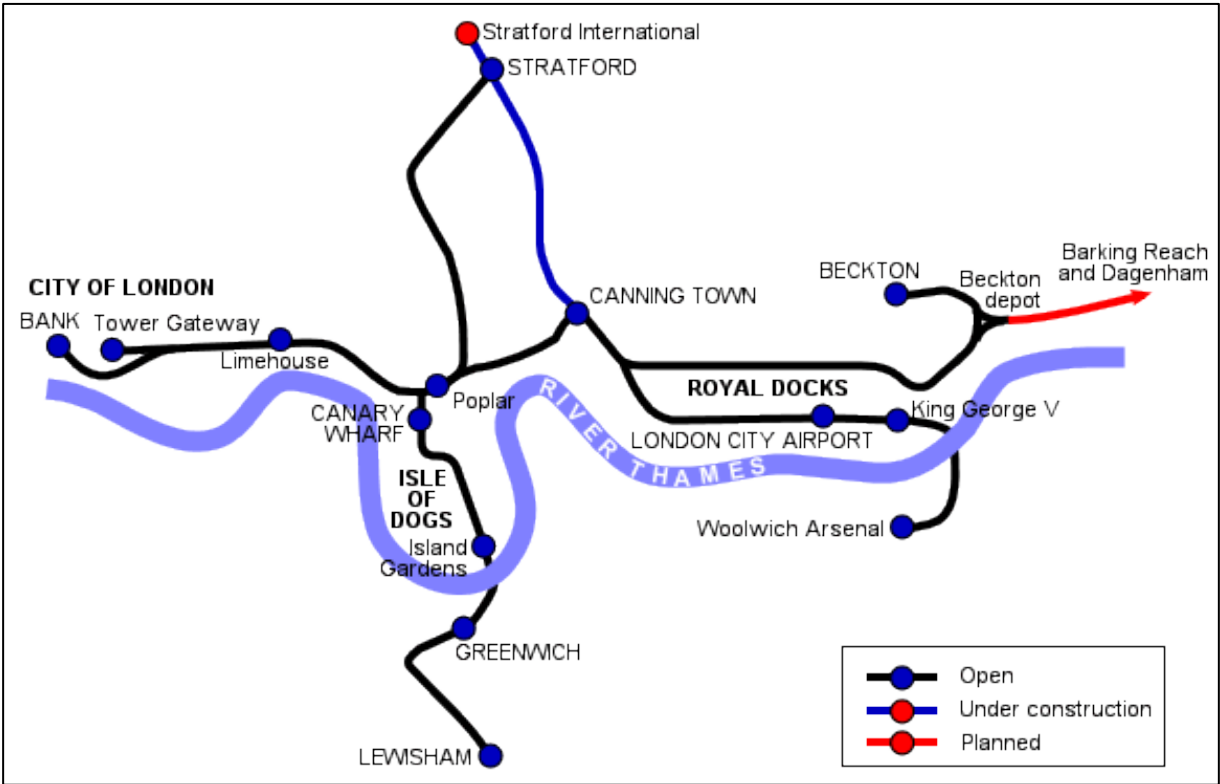 Stratford International
STRATFORD
CITY OF LONDON
BANK
Tower Gateway
Limehouse
CANNING TOWN
BECKTON
Beckton
depot
Barking Reach
and Dagenham
Poplar
CANARY
WHARF
ROYAL DOCKS
King George V
LONDON CITY AIRPORT
RIVER THAMES
ISLE
OF
DOGS
Island
Gardens
Woolwich Arsenal
GREENWICH
LEWISHAM
Open
Under construction
Planned